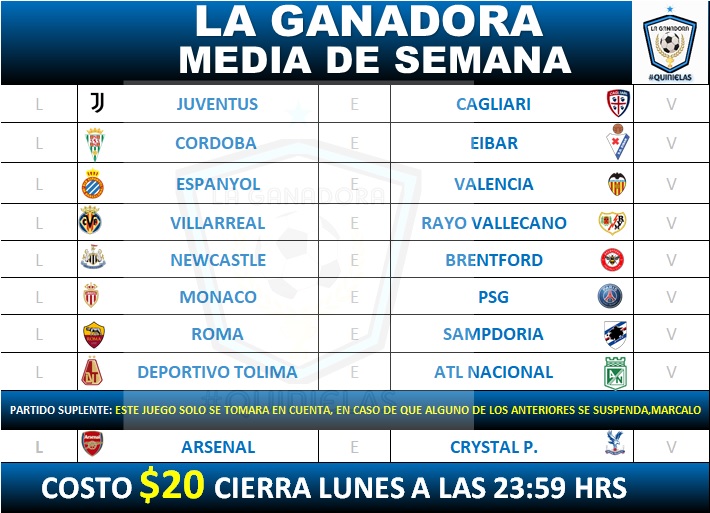 LA GANADORA
MEDIA DE SEMANA
LA GANADORA
#QUINIELAS
L JUVENTUS E CAGLIARI V
L CORDOBA E EIBAR V
L ESPANYOL E VALENCIA V
L VILLARREAL E RAYO VALLECANO V
L NEWCASTLE E BRENTFORD V
L MONACO E PSG V
L ROMA E SAMPDORIA V
L DEPORTIVO TOLIMA E ATL NACIONAL V
LA GANADORA
#QUINIELAS
PARTIDO SUPLENTE: ESTE JUEGO SOLO SE TOMARA EN CUENTA, EN CASO DE QUE ALGUNO DE LOS ANTERIORES SE SUSPENDA,MARCALO
L ARSENAL E CRYSTAL P. V
COSTO $20 CIERRA LUNES A LAS 23:59 HRS